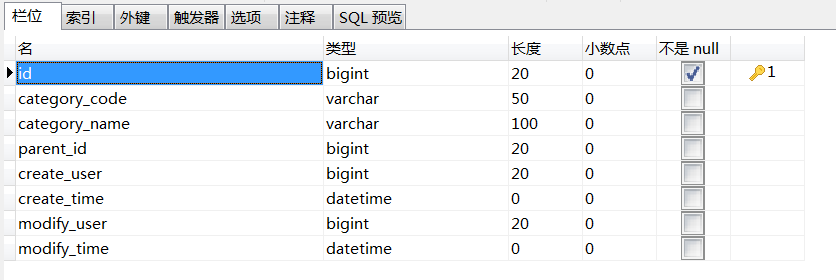 栏位 索引 外键 触发器 选项 注释 SQL 预览
名 类型 长度 小数点 不是 null
id bigint 20 0 1
category_code varchar 50 0
category_name varchar 100 0
parent_id bigint 20 0
create_user bigint 20 0
create_time datetime 0 0
modify_user bigint 20 0
modify_time datetime 0 0